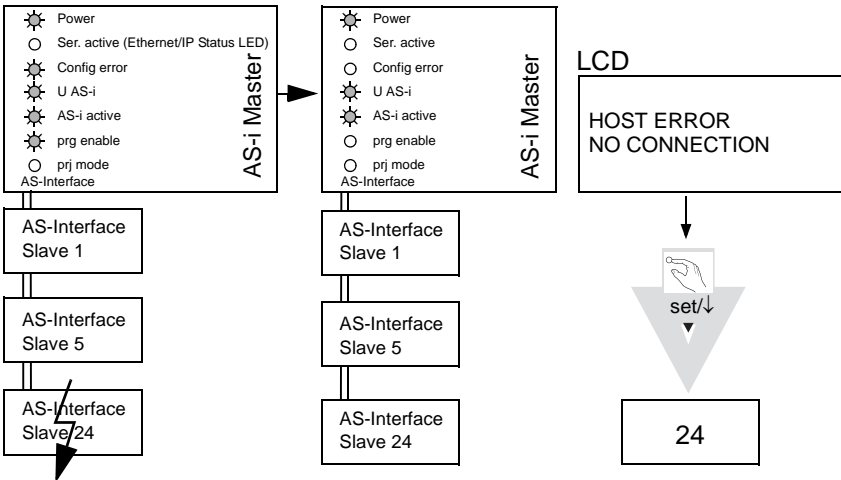 Power
Ser. active (Ethernet/IP Status LED)
Config error
U AS-i
AS-i active
prg enable
prj mode
AS-Interface
AS-i Master
AS-Interface
Slave 1
AS-Interface
Slave 5
AS-Interface
Slave 24
Power
Ser. active
Config error
U AS-i
AS-i active
prg enable
prj mode
AS-Interface
AS-i Master
AS-Interface
Slave 1
AS-Interface
Slave 5
AS-Interface
Slave 24
LCD
HOST ERROR
NO CONNECTION
set/↓
24